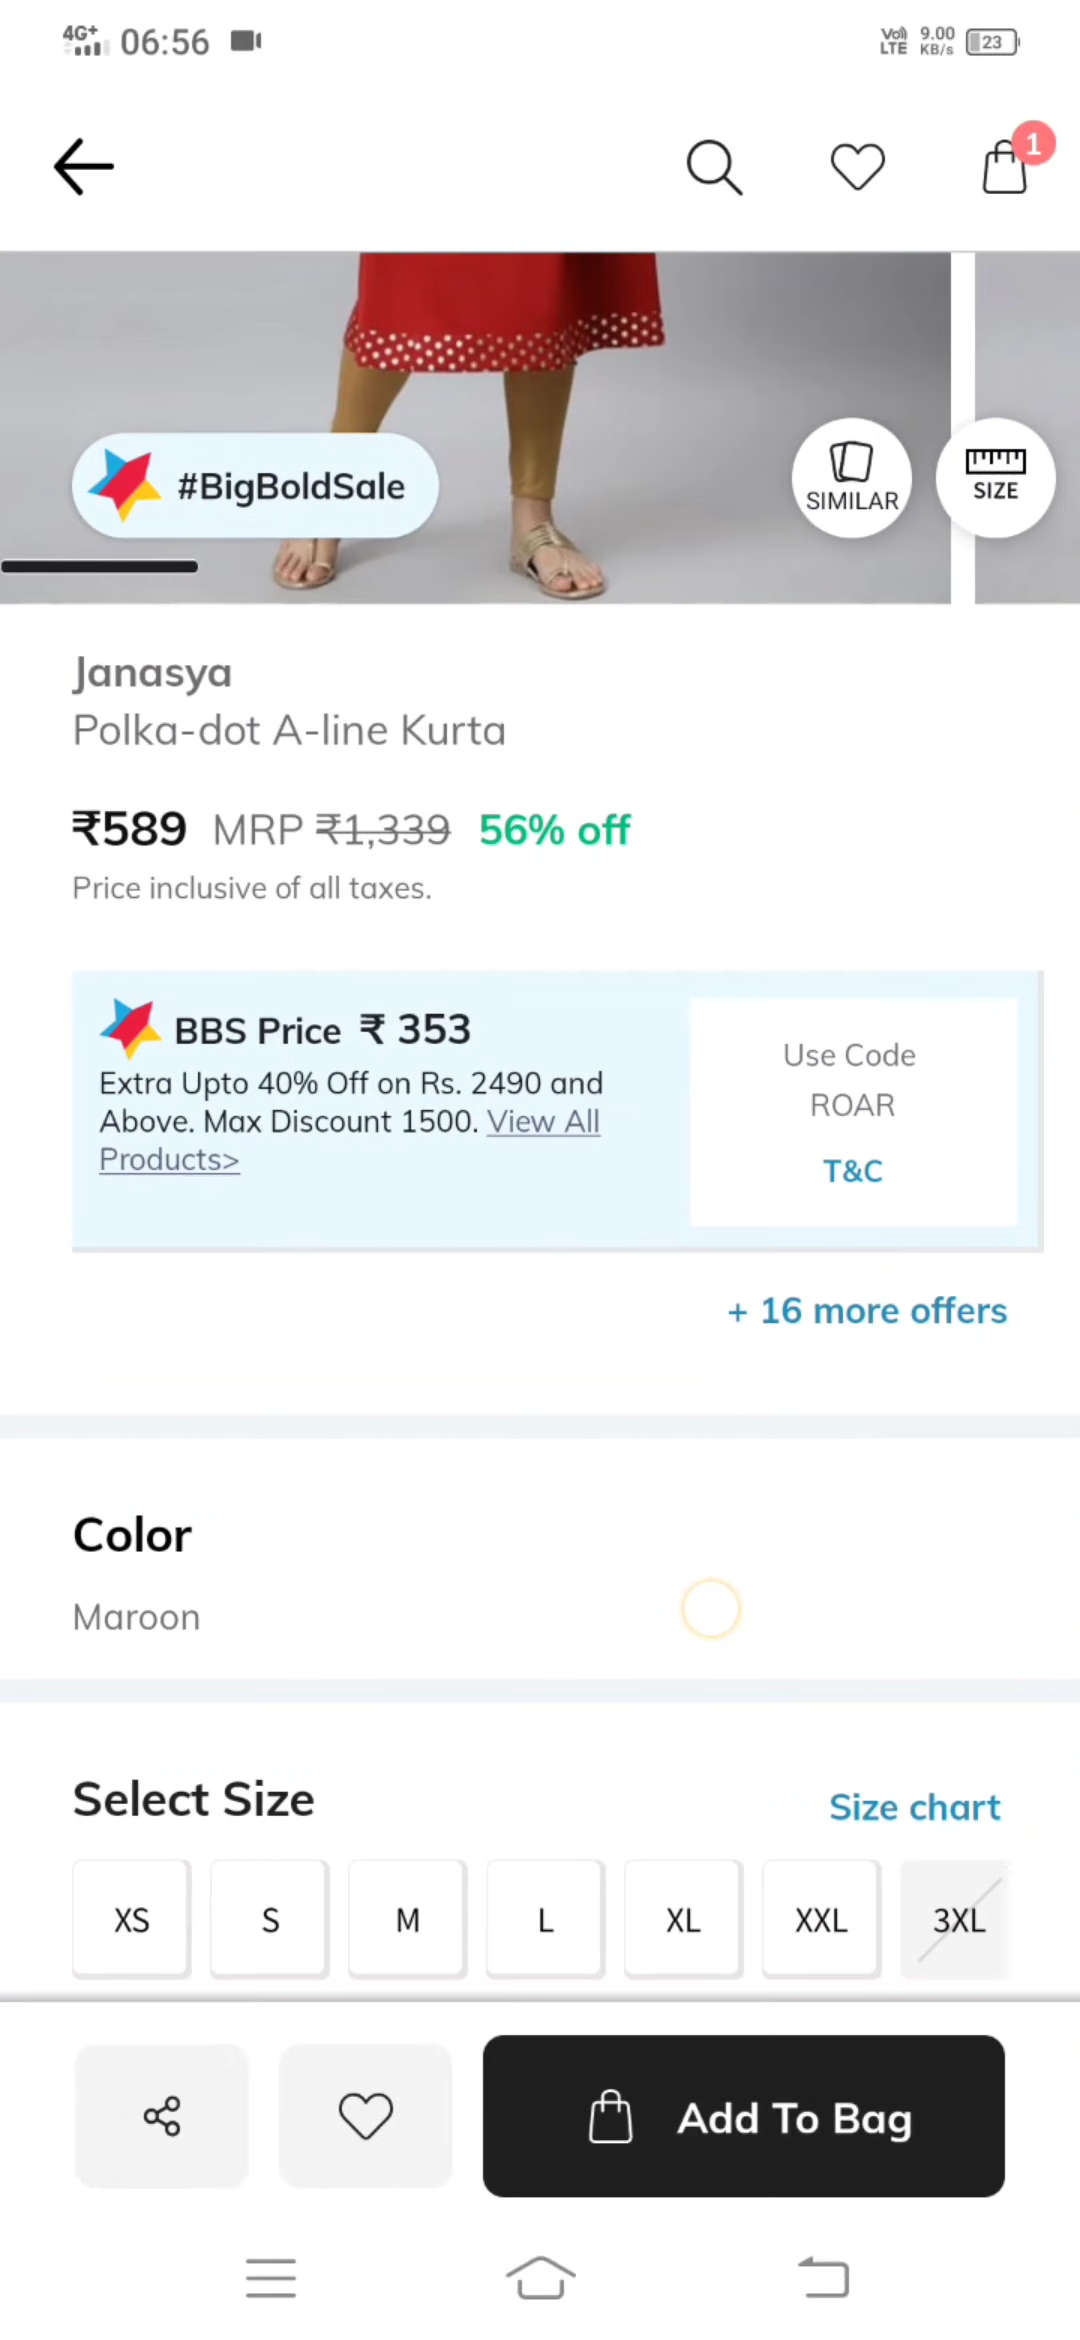 4G+ 06:56 Vo)) LTE 9.00 KB/s 23
1
#BigBoldSale
SIMILAR
SIZE
Janasya
Polka-dot A-line Kurta
₹589 MRP ₹1,339 56% off
Price inclusive of all taxes.
BBS Price ₹ 353
Extra Upto 40% Off on Rs. 2490 and
Above. Max Discount 1500. View All
Products>
Use Code
ROAR
T&C
+ 16 more offers
Color
Maroon
Select Size
Size chart
XS S M L XL XXL 3XL
Add To Bag